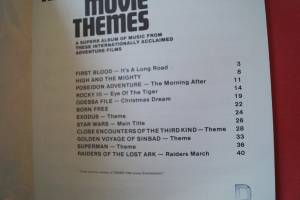 MOVIE
THEMES
A SUPERB ALBUM OF MUSIC FROM
THESE INTERNATIONALLY ACCLAIMED
ADVENTURE FILMS
FIRST BLOOD — It's A Long Road 3
HIGH AND THE MIGHTY 8
POSEIDON ADVENTURE — The Morning After 11
ROCKY III — Eye Of The Tiger 14
ODESSA FILE — Christmas Dream 19
BORN FREE 22
EXODUS — Theme 24
STAR WARS — Main Title 26
CLOSE ENCOUNTERS OF THE THIRD KIND — Theme 28
GOLDEN VOYAGE OF SINBAD — Theme 33
SUPERMAN — Theme 36
RAIDERS OF THE LOST ARK — Raiders March 40